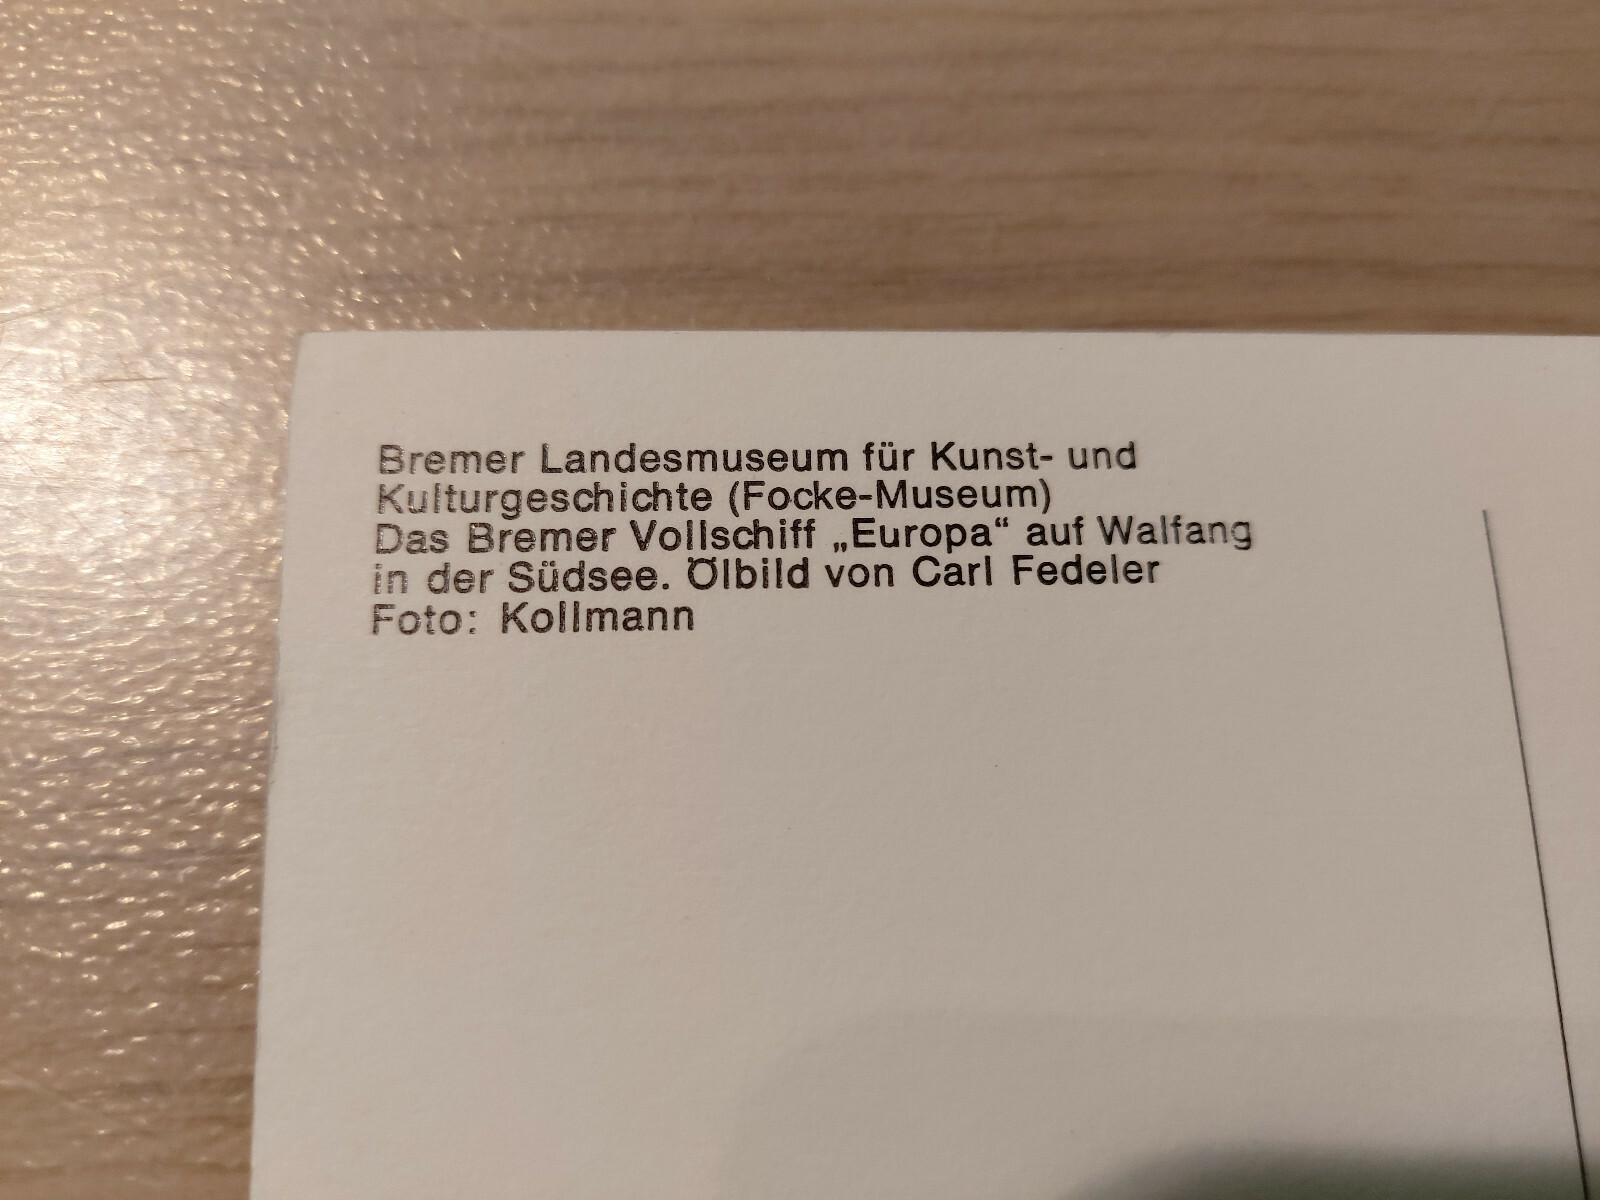 Bremer Landesmuseum für Kunst- und
Kulturgeschichte (Focke-Museum)
Das Bremer Vollschiff „Europa“ auf Walfang
in der Südsee. Ölbild von Carl Fedeler
Foto: Kollmann